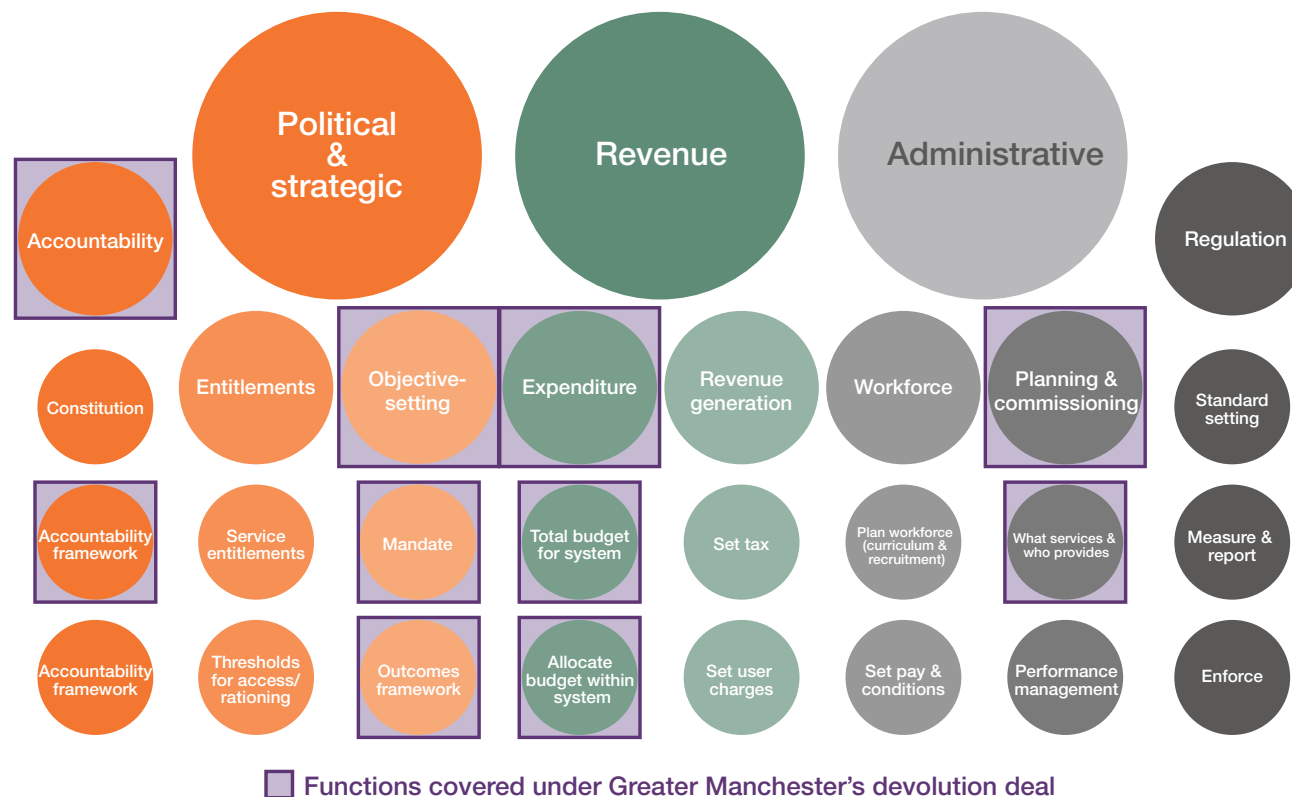 Political
&
strategic
Revenue
Administrative
Accountability
Regulation
Entitlements
Objective-
setting
Expenditure
Revenue
generation
Workforce
Planning &
commissioning
Constitution
Standard
setting
Accountability
framework
Service
entitlements
Mandate
Total budget
for system
Set tax
Plan workforce
(curriculum &
recruitment)
What services &
who provides
Measure &
report
Accountability
framework
Thresholds
for access/
rationing
Outcomes
framework
Allocate
budget within
system
Set user
charges
Set pay &
conditions
Performance
management
Enforce
Functions covered under Greater Manchester's devolution deal